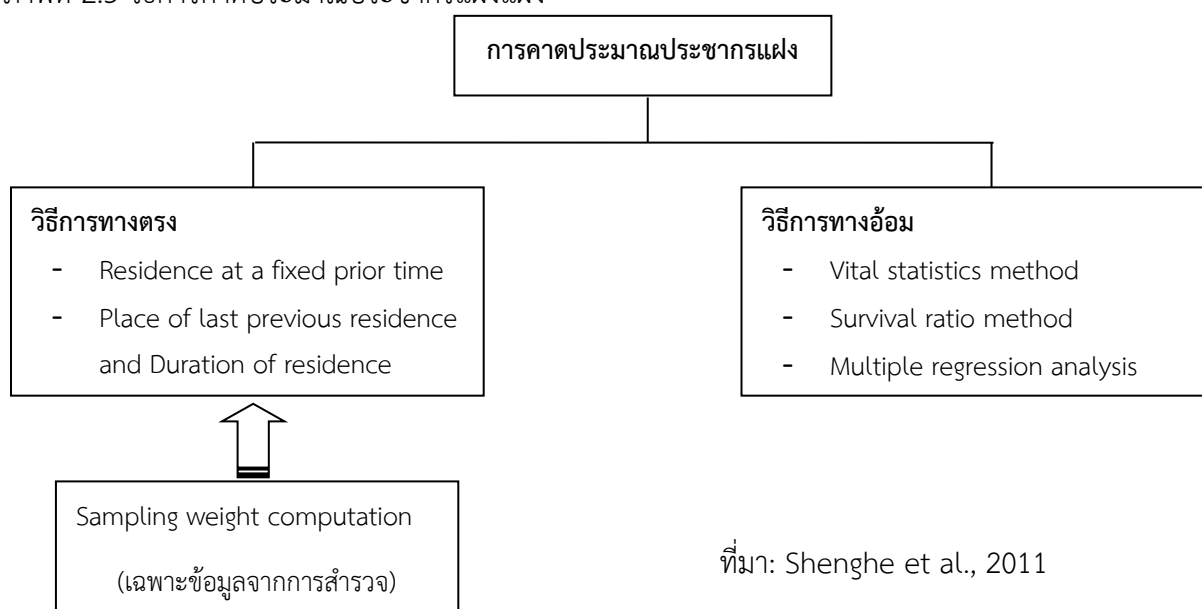 การคาดประมาณประชากรแฝง
วิธีการทางตรง
- Residence at a fixed prior time
- Place of last previous residence
and Duration of residence
วิธีการทางอ้อม
- Vital statistics method
- Survival ratio method
- Multiple regression analysis
Sampling weight computation
(เฉพาะข้อมูลจากการสำรวจ)
ที่มา: Shenghe et al., 2011